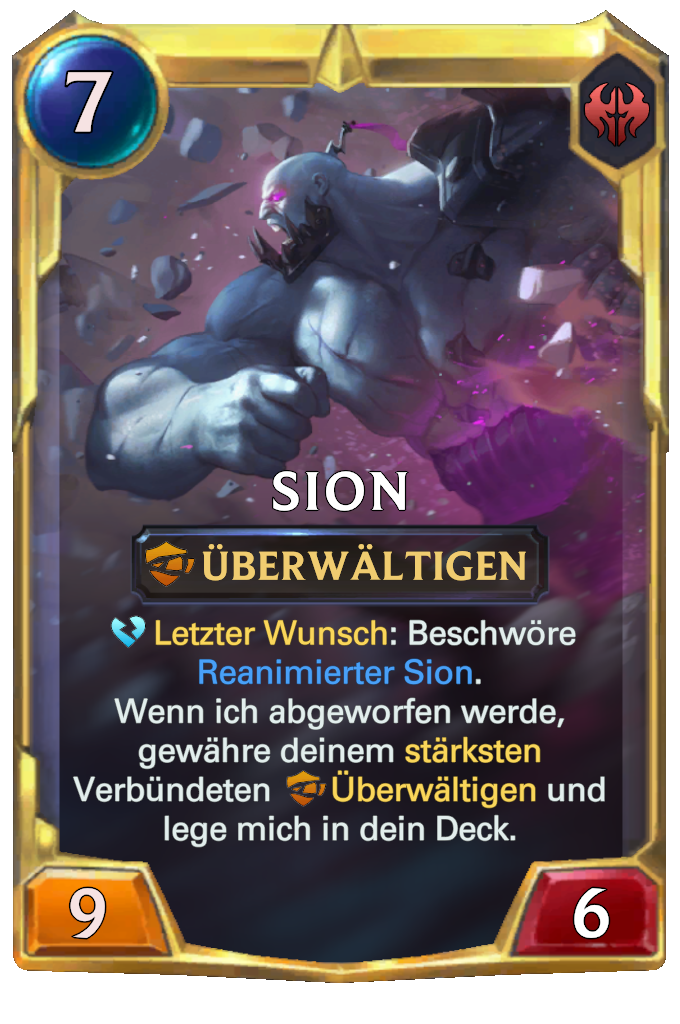 7
SION
ÜBERWÄLTIGEN
Letzter Wunsch: Beschwöre
Reanimierter Sion.
Wenn ich abgeworfen werde,
gewähre deinem stärksten
Verbündeten Überwältigen und
lege mich in dein Deck.
9
6